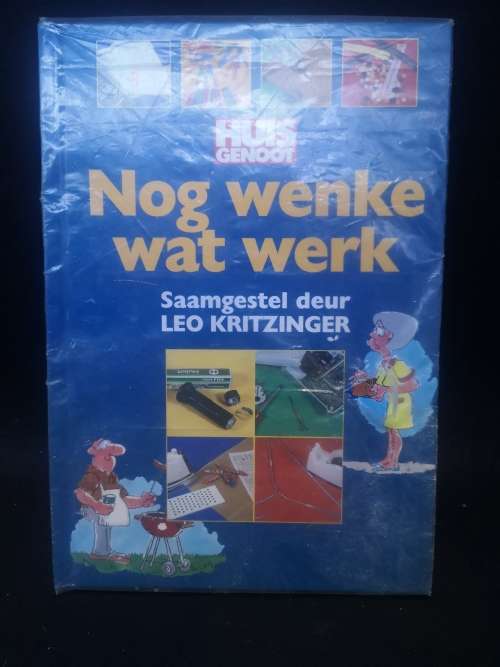 HUIS
GENOOT
Nog wenke
wat werk
Saamgestel deur
LEO KRITZINGER